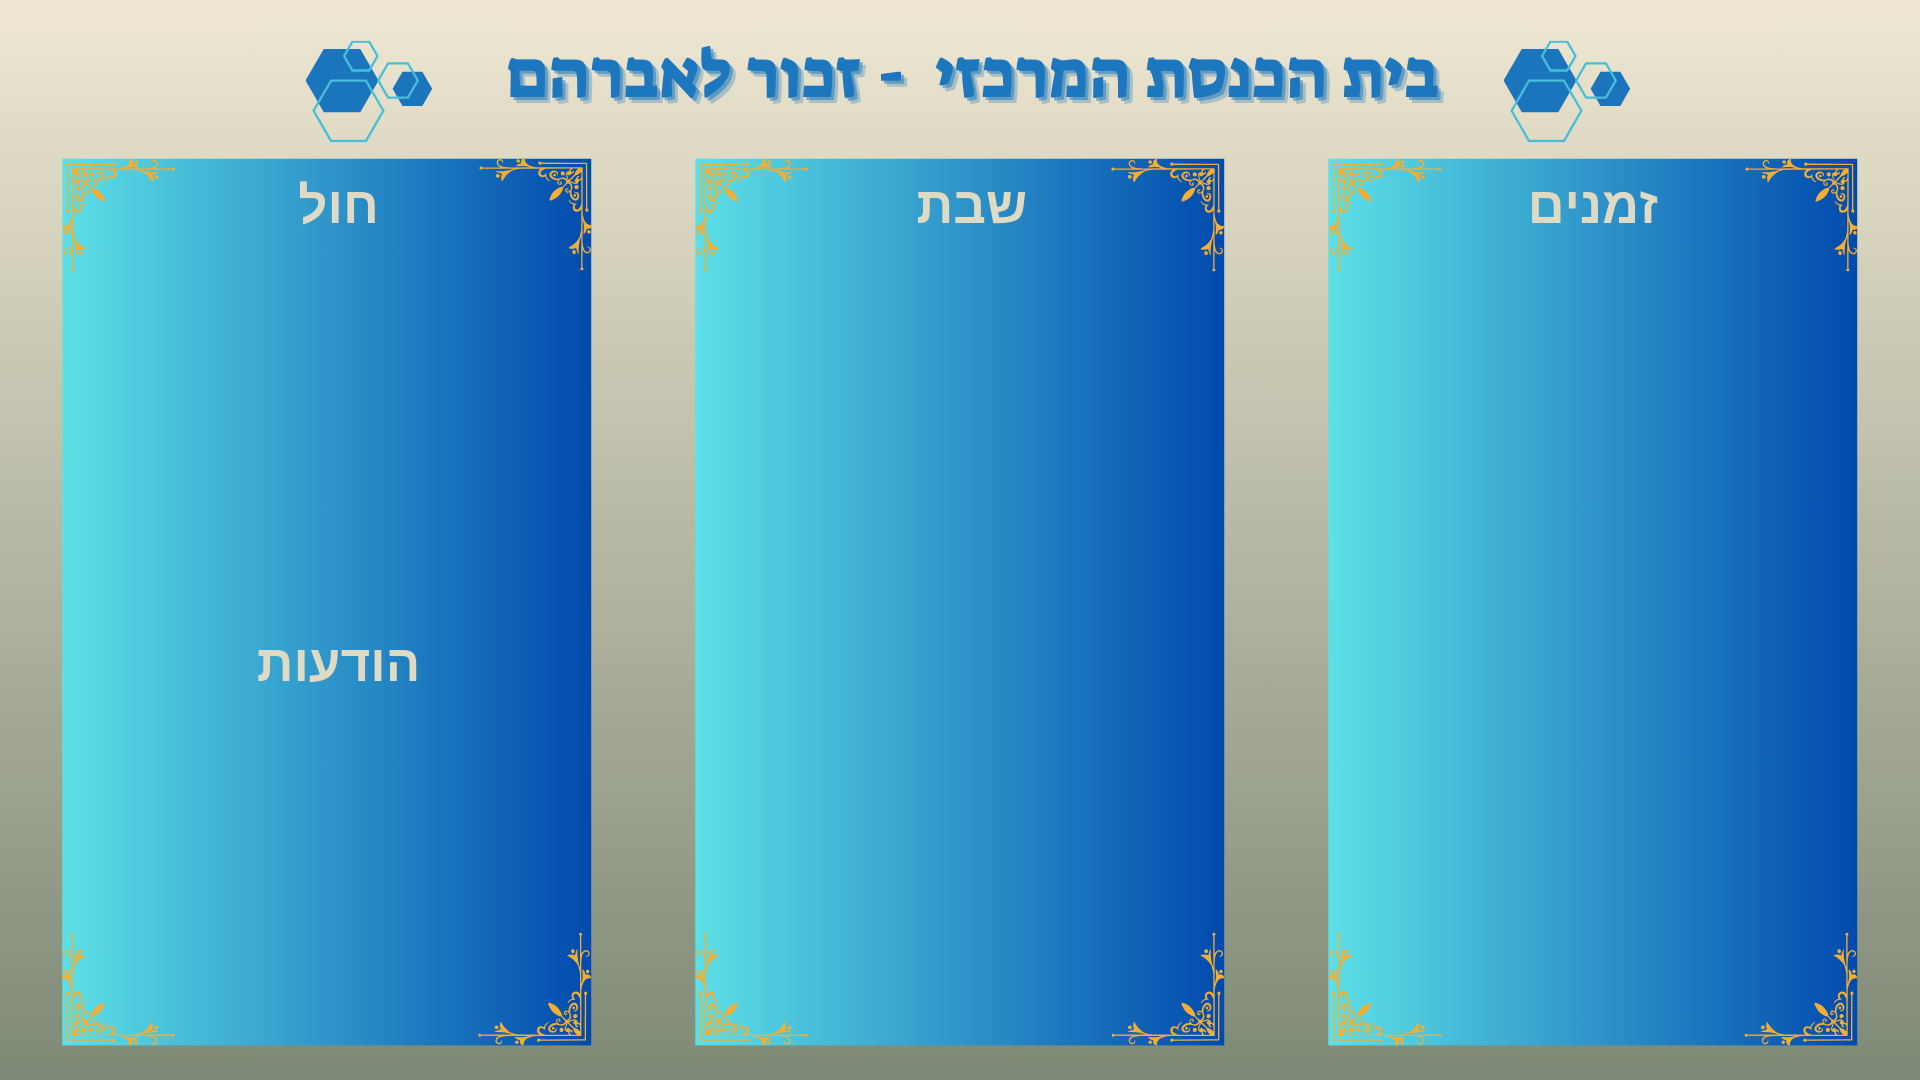 בית הכנסת המרכזי - זכור לאברהם
זמנים
שבת
חול
הודעות